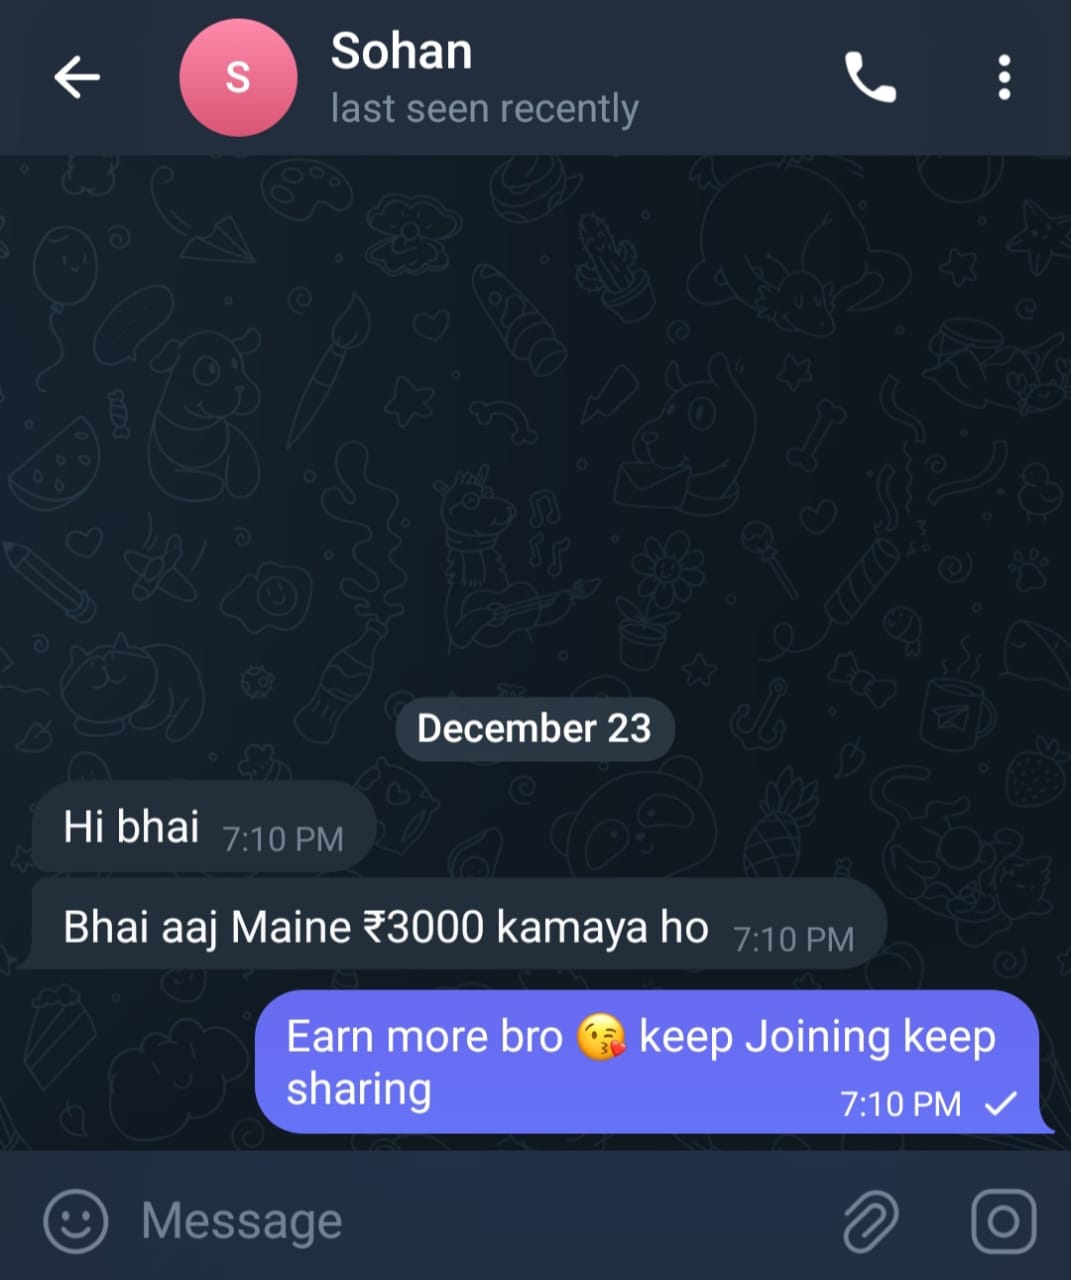 S
Sohan
last seen recently
December 23
Hi bhai 7:10 PM
Bhai aaj Maine ₹3000 kamaya ho 7:10 PM
Earn more bro 😘 keep Joining keep
sharing 7:10 PM
Message